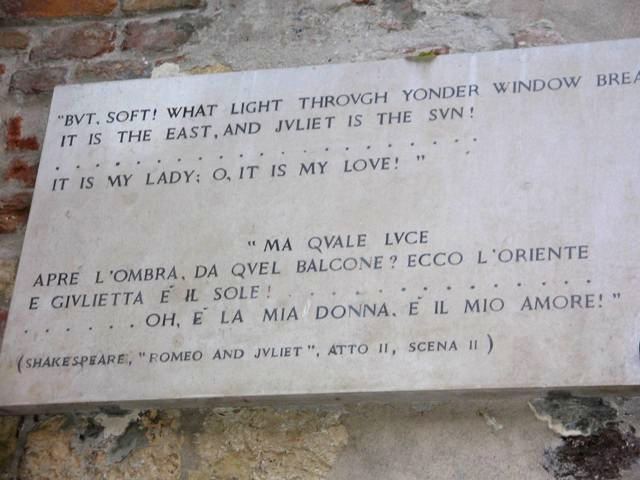 "BVT, SOFT! WHAT LIGHT THROVGH YONDER WINDOW BREA
IT IS THE EAST, AND JVLIET IS THE SVN!
. . . . . . . . . . . . . . . . . . . .
IT IS MY LADY; O, IT IS MY LOVE! "
" MA QVALE LVCE
APRE L'OMBRA, DA QVEL BALCONE? ECCO L'ORIENTE
E GIVLIETTA É IL SOLE! . . . . . . . . . . . . .
. . . . . . OH, É LA MIA DONNA, É IL MIO AMORE! "
(SHAKESPEARE, "ROMEO AND JVLIET", ATTO II, SCENA II)